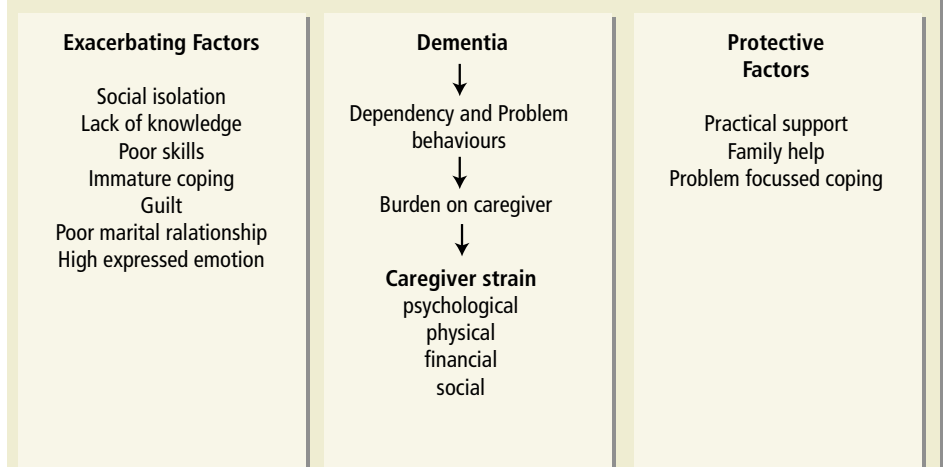 Exacerbating Factors
Social isolation
Lack of knowledge
Poor skills
Immature coping
Guilt
Poor marital ralationship
High expressed emotion
Dementia
Dependency and Problem
behaviours
Burden on caregiver
Caregiver strain
psychological
physical
financial
social
Protective
Factors
Practical support
Family help
Problem focussed coping